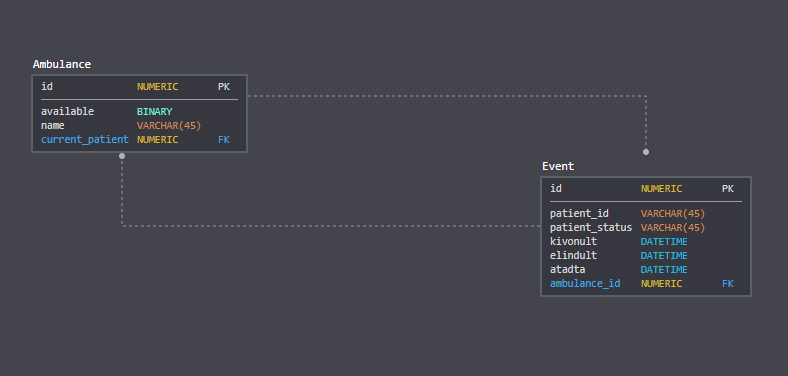 Ambulance
id NUMERIC PK
available BINARY
name VARCHAR(45)
current_patient NUMERIC FK
Event
id NUMERIC PK
patient_id VARCHAR(45)
patient_status VARCHAR(45)
kivonult DATETIME
elindult DATETIME
atadta DATETIME
ambulance_id NUMERIC FK